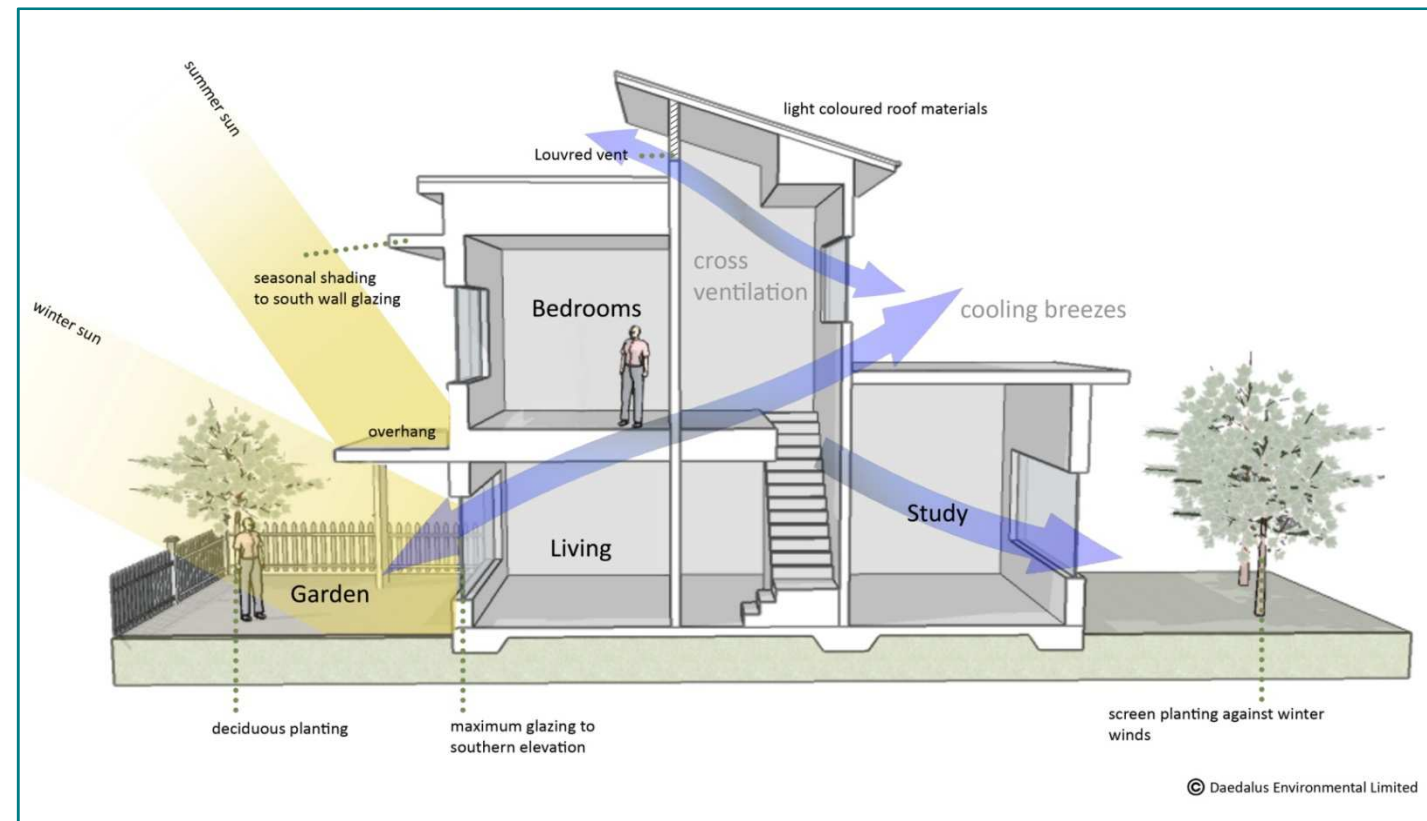 summer sun
light coloured roof materials
Louvred vent
seasonal shading
to south wall glazing
cross
ventilation
Bedrooms
cooling breezes
winter sun
overhang
Study
Living
Garden
deciduous planting
maximum glazing to
southern elevation
screen planting against winter
winds
© Daedalus Environmental Limited